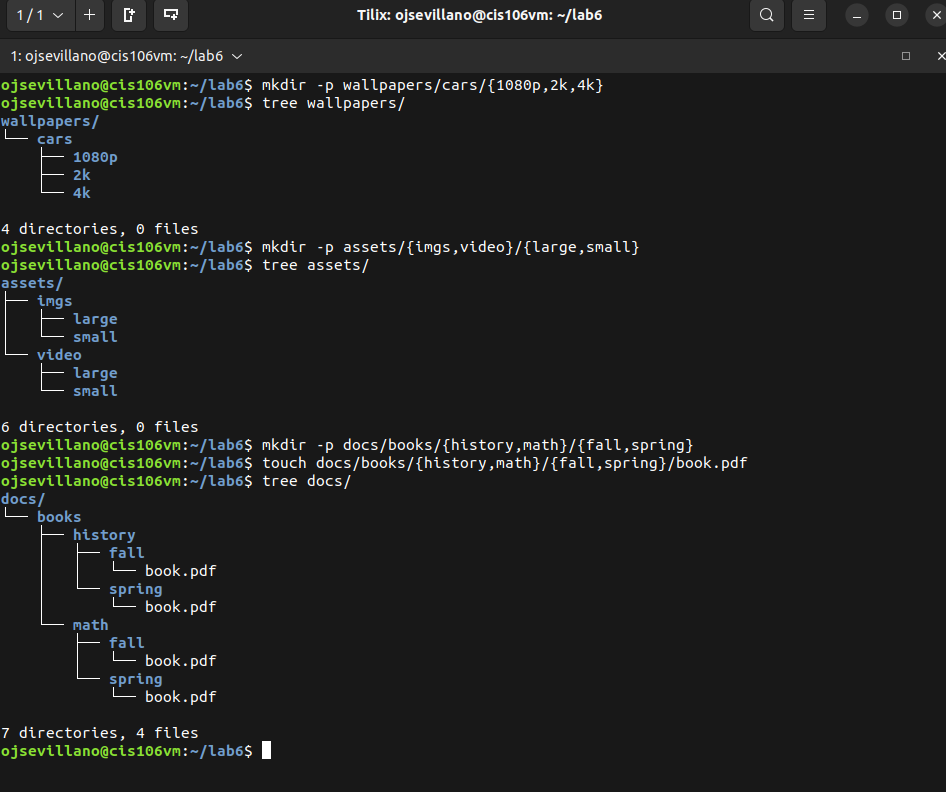 1 / 1
Tilix: ojsevillano@cis106vm: ~/lab6
1: ojsevillano@cis106vm: ~/lab6
ojsevillano@cis106vm:~/lab6$ mkdir -p wallpapers/cars/{1080p,2k,4k}
ojsevillano@cis106vm:~/lab6$ tree wallpapers/
wallpapers/
└── cars
    ├── 1080p
    ├── 2k
    └── 4k
4 directories, 0 files
ojsevillano@cis106vm:~/lab6$ mkdir -p assets/{imgs,video}/{large,small}
ojsevillano@cis106vm:~/lab6$ tree assets/
assets/
├── imgs
│   ├── large
│   └── small
└── video
    ├── large
    └── small
6 directories, 0 files
ojsevillano@cis106vm:~/lab6$ mkdir -p docs/books/{history,math}/{fall,spring}
ojsevillano@cis106vm:~/lab6$ touch docs/books/{history,math}/{fall,spring}/book.pdf
ojsevillano@cis106vm:~/lab6$ tree docs/
docs/
└── books
    ├── history
    │   ├── fall
    │   │   └── book.pdf
    │   └── spring
    │       └── book.pdf
    └── math
        ├── fall
        │   └── book.pdf
        └── spring
            └── book.pdf
7 directories, 4 files
ojsevillano@cis106vm:~/lab6$